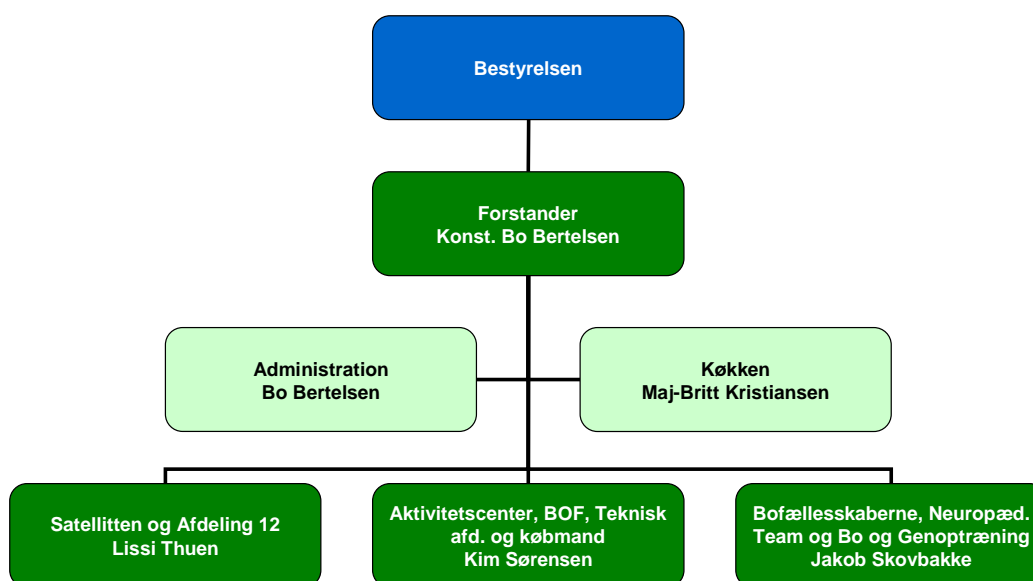 Bestyrelsen
Forstander
Konst. Bo Bertelsen
Administration
Bo Bertelsen
Køkken
Maj-Britt Kristiansen
Satellitten og Afdeling 12
Lissi Thuen
Aktivitetscenter, BOF, Teknisk
afd. og købmand
Kim Sørensen
Bofællesskaberne, Neuropæd.
Team og Bo og Genoptræning
Jakob Skovbakke